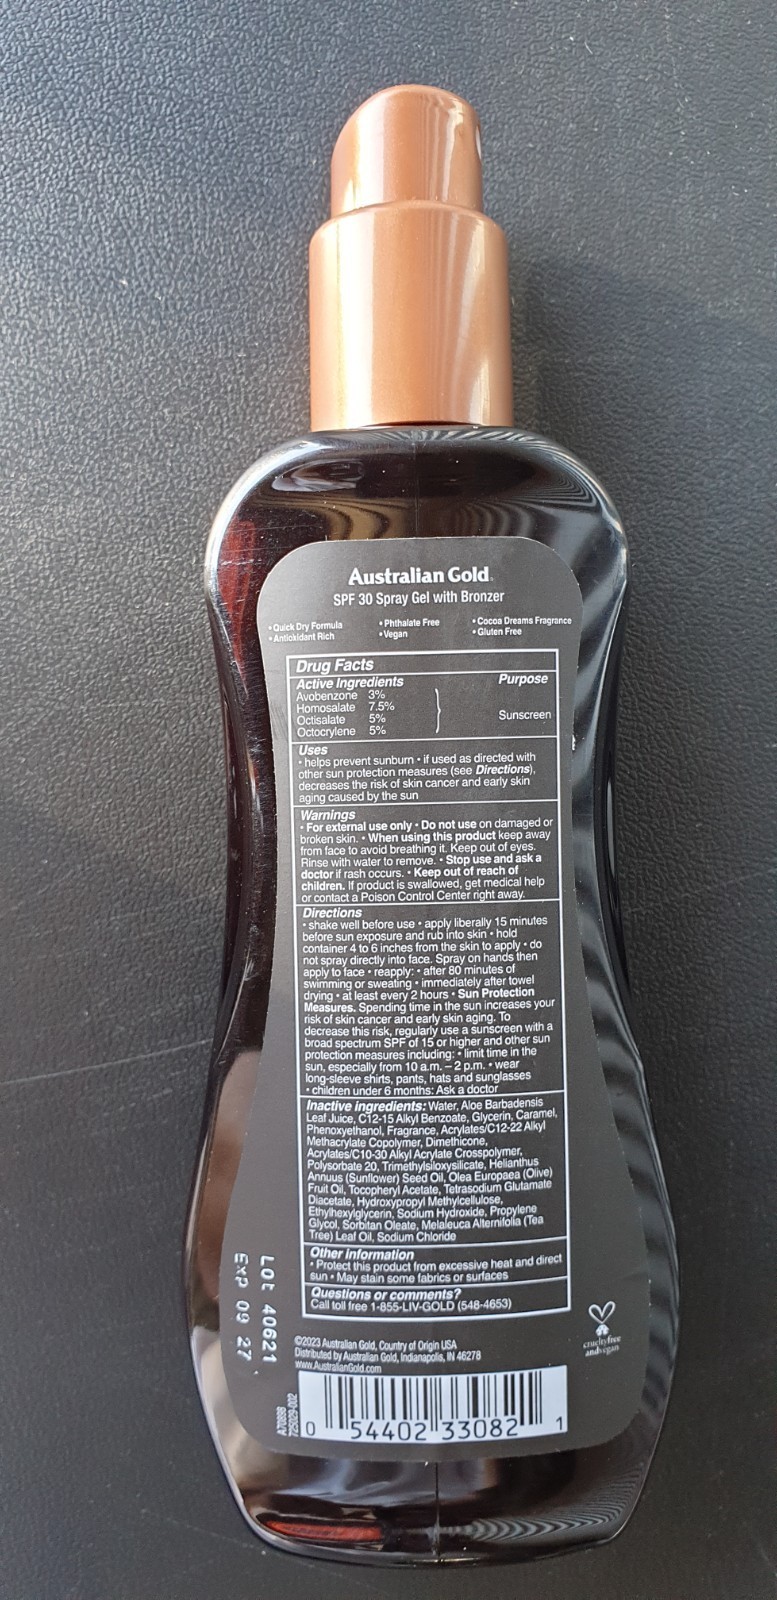 Australian Gold
SPF 30 Spray Gel with Bronzer
• Quick Dry Formula • Phthalate Free • Cocoa Dreams Fragrance
• Antioxidant Rich • Vegan • Gluten Free
Drug Facts
Active Ingredients Purpose
Avobenzone 3%
Homosalate 7.5%
Octisalate 5% Sunscreen
Octocrylene 5%
Uses
• helps prevent sunburn • if used as directed with
other sun protection measures (see Directions),
decreases the risk of skin cancer and early skin
aging caused by the sun
Warnings
• For external use only • Do not use on damaged or
broken skin. • When using this product keep away
from face to avoid breathing it. Keep out of eyes.
Rinse with water to remove. • Stop use and ask a
doctor if rash occurs. • Keep out of reach of
children. If product is swallowed, get medical help
or contact a Poison Control Center right away.
Directions
• shake well before use • apply liberally 15 minutes
before sun exposure and rub into skin • hold
container 4 to 6 inches from the skin to apply • do
not spray directly into face. Spray on hands then
apply to face • reapply: • after 80 minutes of
swimming or sweating • immediately after towel
drying • at least every 2 hours • Sun Protection
Measures. Spending time in the sun increases your
risk of skin cancer and early skin aging. To
decrease this risk, regularly use a sunscreen with a
broad spectrum SPF of 15 or higher and other sun
protection measures including: • limit time in the
sun, especially from 10 a.m. – 2 p.m. • wear
long-sleeve shirts, pants, hats and sunglasses
• children under 6 months: Ask a doctor
Inactive ingredients: Water, Aloe Barbadensis
Leaf Juice, C12-15 Alkyl Benzoate, Glycerin, Caramel,
Phenoxyethanol, Fragrance, Acrylates/C12-22 Alkyl
Methacrylate Copolymer, Dimethicone,
Acrylates/C10-30 Alkyl Acrylate Crosspolymer,
Polysorbate 20, Trimethylsiloxysilicate, Helianthus
Annuus (Sunflower) Seed Oil, Olea Europaea (Olive)
Fruit Oil, Tocopheryl Acetate, Tetrasodium Glutamate
Diacetate, Hydroxypropyl Methylcellulose,
Ethylhexylglycerin, Sodium Hydroxide, Propylene
Glycol, Sorbitan Oleate, Melaleuca Alternifolia (Tea
Tree) Leaf Oil, Sodium Chloride
Other information
• Protect this product from excessive heat and direct
sun • May stain some fabrics or surfaces
Questions or comments?
Call toll free 1-855-LIV-GOLD (548-4653)
Lot 40621
EXP 09 27
cruelty free
and vegan
©2023 Australian Gold, Country of Origin USA
Distributed by Australian Gold, Indianapolis, IN 46278
www.AustralianGold.com
A70898
725029-002
0 54402 33082 1